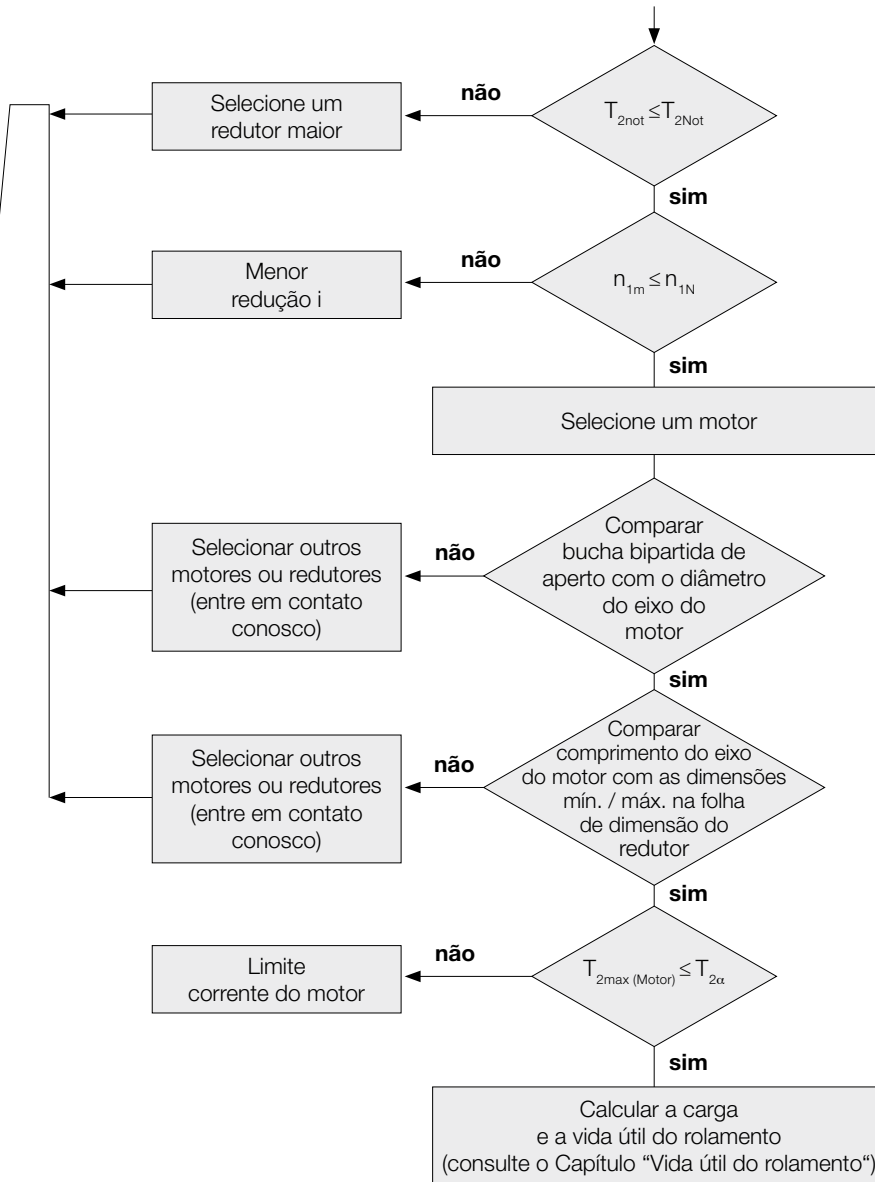 T2not ≤ T2Not
não
Selecione um
redutor maior
sim
n1m ≤ n1N
não
Menor
redução i
sim
Selecione um motor
Comparar
bucha bipartida de
aperto com o diâmetro
do eixo do
motor
não
Selecionar outros
motores ou redutores
(entre em contato
conosco)
sim
Comparar
comprimento do eixo
do motor com as dimensões
mín. / máx. na folha
de dimensão do
redutor
não
Selecionar outros
motores ou redutores
(entre em contato
conosco)
sim
T2max (Motor) ≤ T2α
não
Limite
corrente do motor
sim
Calcular a carga
e a vida útil do rolamento
(consulte o Capítulo “Vida útil do rolamento“)